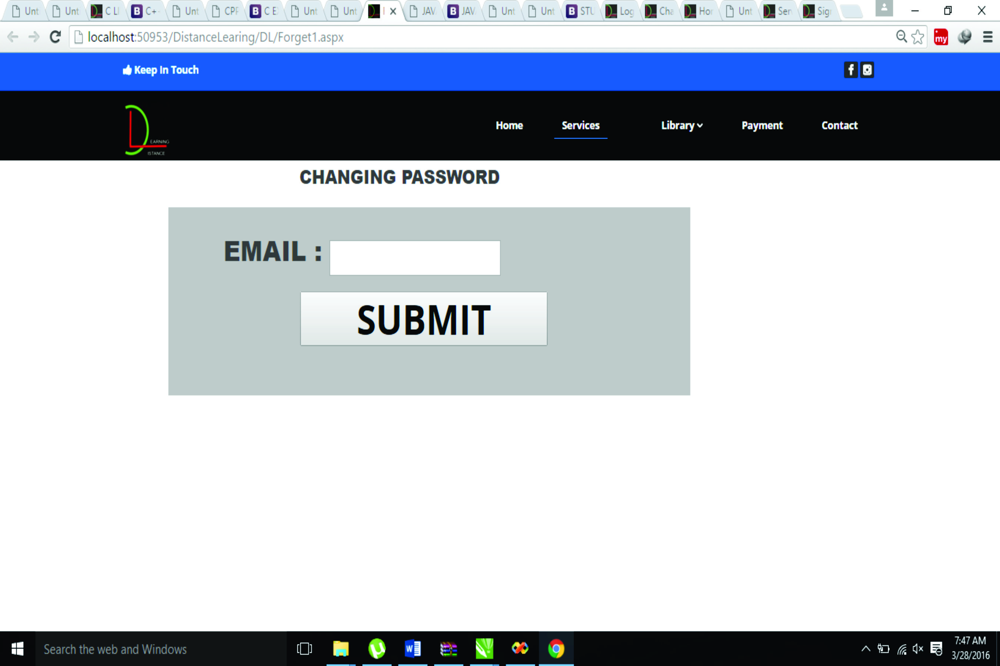 Unt Unt C LI C+ Unt CPP C E Unt Unt JAV JAV Unt Unt STU Log Cha Hor Unt Ser Sign
localhost:50953/DistanceLearing/DL/Forget1.aspx
my
Keep In Touch
EARNING
ISTANCE
Home Services Library Payment Contact
CHANGING PASSWORD
EMAIL :
SUBMIT
Search the web and Windows
7:47 AM
3/28/2016